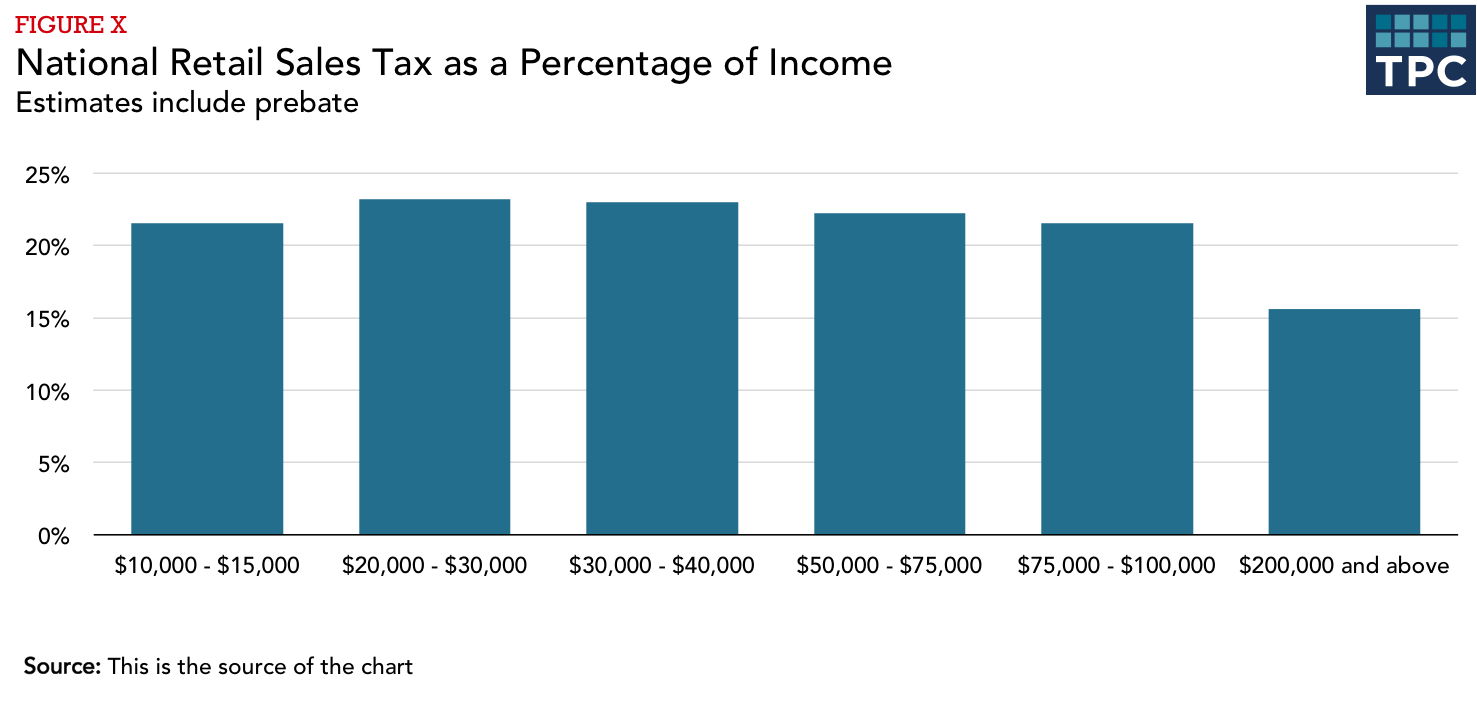 FIGURE X
National Retail Sales Tax as a Percentage of Income
Estimates include prebate
TPC
25%
20%
15%
10%
5%
0%
$10,000 - $15,000
$20,000 - $30,000
$30,000 - $40,000
$50,000 - $75,000
$75,000 - $100,000
$200,000 and above
Source: This is the source of the chart